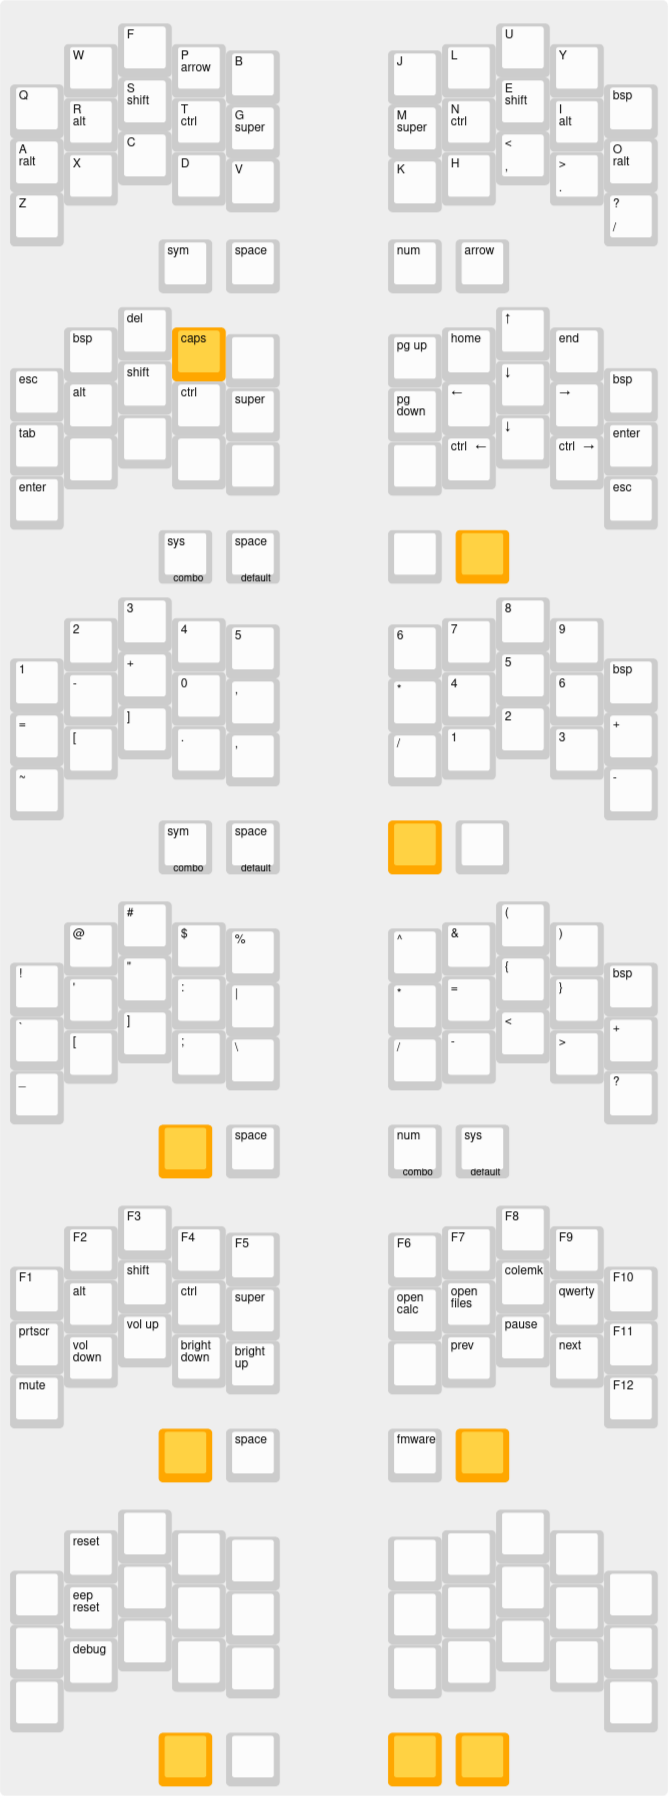 F
W
P
arrow
B
Q
S
shift
R
alt
T
ctrl
G
super
A
ralt
C
X
D
V
Z
sym
space
U
L
Y
J
bsp
E
shift
N
ctrl
I
alt
M
super
O
ralt
<
,
H
>
.
K
?
/
num
arrow
del
bsp
caps
esc
shift
alt
ctrl
super
tab
enter
sys
combo
space
default
↑
home
end
pg up
bsp
↓
←
→
pg
down
enter
↓
ctrl ←
ctrl →
esc
3
2
4
5
1
+
-
0
,
=
]
[
.
,
~
sym
combo
space
default
8
7
9
6
bsp
5
4
6
*
+
2
1
3
/
-
#
@
$
%
!
"
'
:
|
`
]
[
;
\
_
space
(
&
)
^
bsp
{
=
}
*
+
<
-
>
/
?
num
combo
sys
default
F3
F2
F4
F5
F1
shift
alt
ctrl
super
prtscr
vol up
vol
down
bright
down
bright
up
mute
space
F8
F7
F9
F6
F10
colemk
open
files
qwerty
open
calc
F11
pause
prev
next
F12
fmware
reset
eep
reset
debug